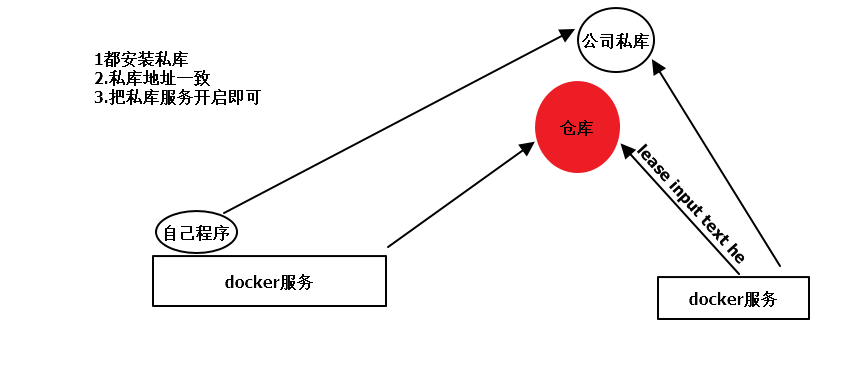 公司私库
1都安装私库
2.私库地址一致
3.把私库服务开启即可
仓库
lease input text he
自己程序
docker服务
docker服务